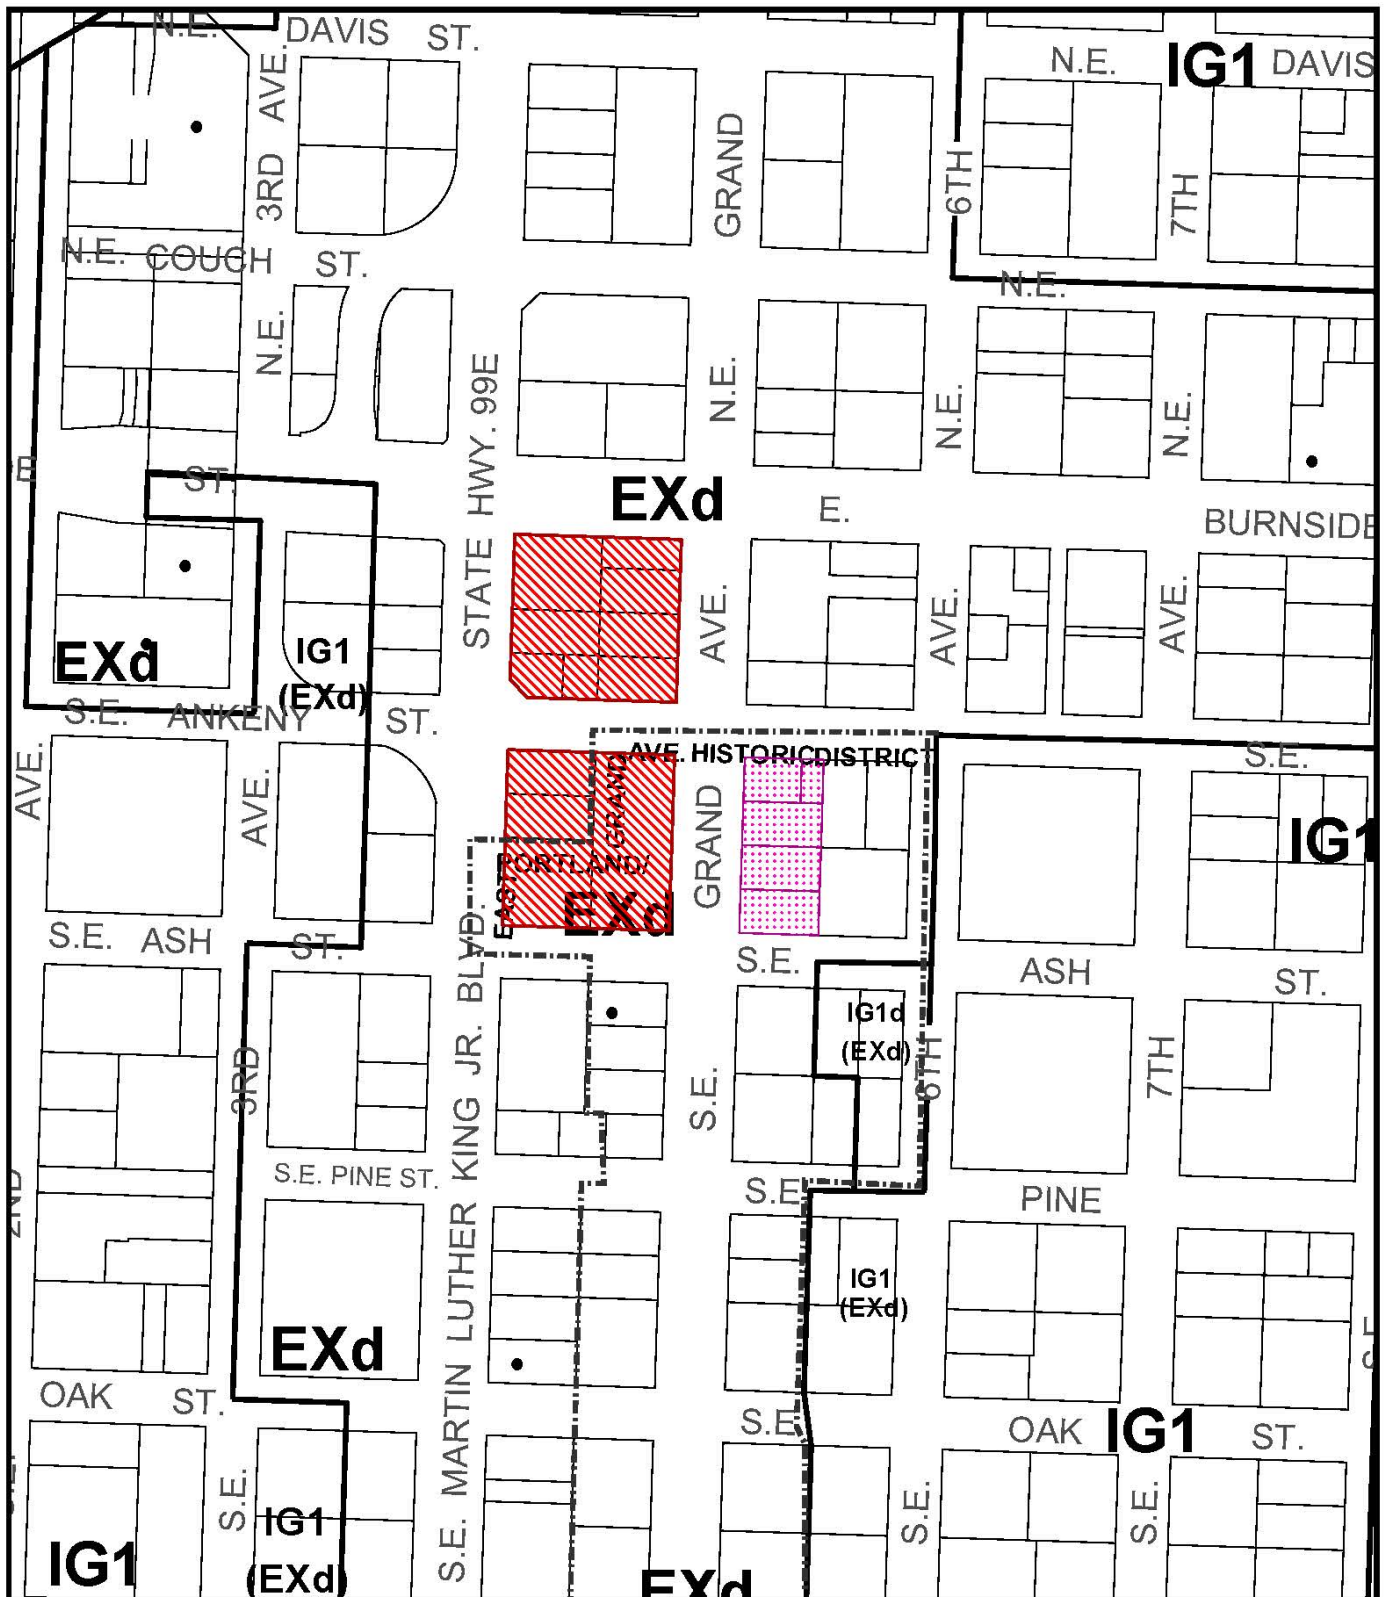 N.E. DAVIS ST.
N.E. IG1 DAVIS
AVE.
3RD
GRAND
6TH
7TH
N.E. COUCH ST.
N.E.
N.E.
STATE HWY. 99E
N.E.
N.E.
N.E.
E
ST.
EXd
E.
BURNSIDE
AVE.
AVE.
AVE.
EXd
IG1
(EXd)
S.E. ANKENY ST.
AVE. HISTORIC DISTRICT
S.E.
AVE.
AVE.
GRAND
GRAND
IG1
EAST
PORTLAND/
EXd
S.E. ASH ST.
S.E.
ASH
ST.
IG1d
(EXd)
3RD
S.E.
6TH
7TH
2ND
S.E. PINE ST.
S.E.
PINE
S.E. MARTIN LUTHER KING JR. BLVD.
IG1
(EXd)
EXd
S.E.
OAK ST.
S.E.
OAK
IG1
ST.
S.E.
S.E.
S.E.
S.E.
IG1
IG1
(EXd)
EXd